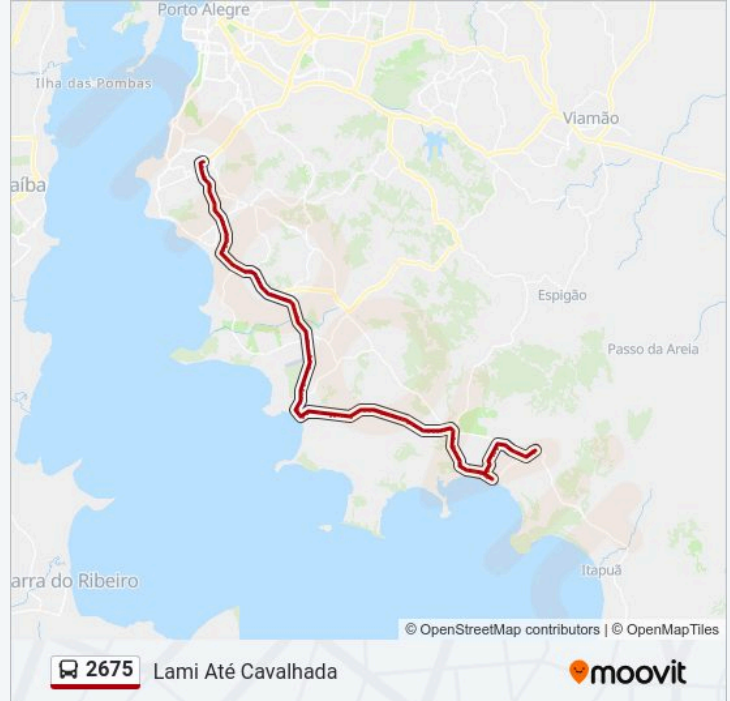 Porto Alegre
Ilha das Pombas
Viamão
aíba
Espigão
Passo da Areia
Itapuã
arra do Ribeiro
© OpenStreetMap contributors | © OpenMapTiles
2675 Lami Até Cavalhada
moovit